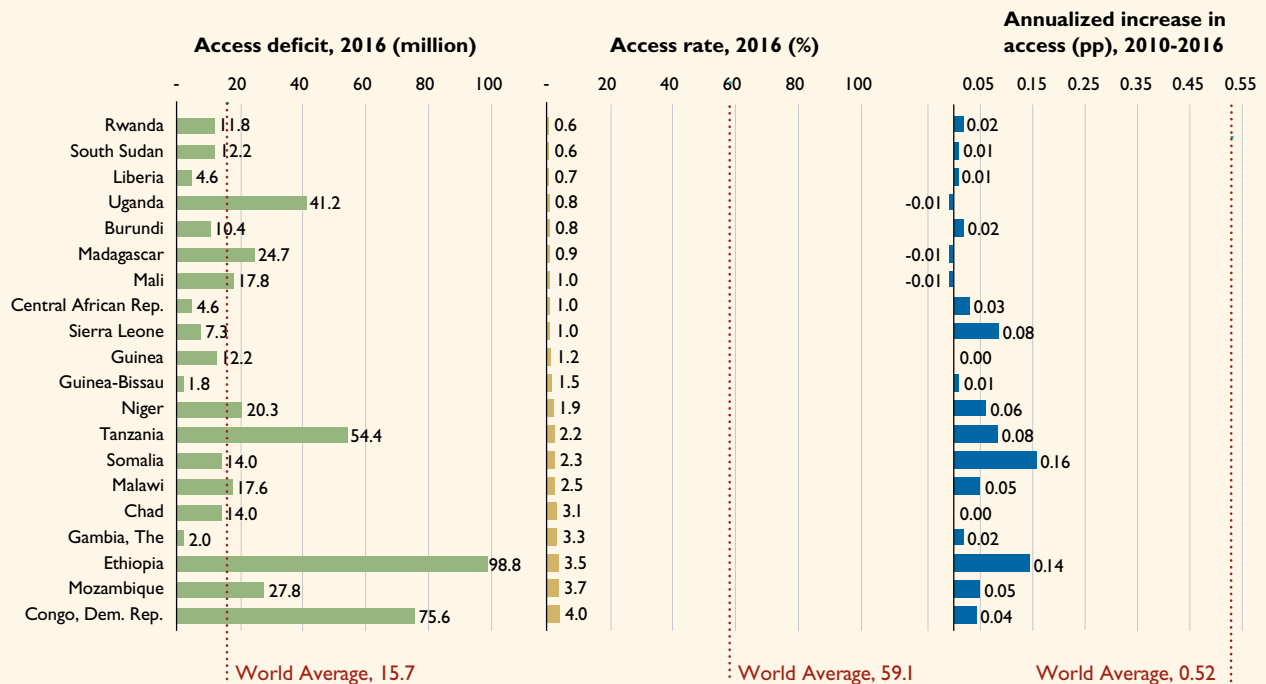 Access deficit, 2016 (million)
Access rate, 2016 (%)
Annualized increase in
access (pp), 2010-2016
- 20 40 60 80 100
- 20 40 60 80 100
0.05 0.15 0.25 0.35 0.45 0.55
Rwanda 11.8 0.6 0.02
South Sudan 12.2 0.6 0.01
Liberia 4.6 0.7 0.01
Uganda 41.2 0.8 -0.01
Burundi 10.4 0.8 0.02
Madagascar 24.7 0.9 -0.01
Mali 17.8 1.0 -0.01
Central African Rep. 4.6 1.0 0.03
Sierra Leone 7.3 1.0 0.08
Guinea 12.2 1.2 0.00
Guinea-Bissau 1.8 1.5 0.01
Niger 20.3 1.9 0.06
Tanzania 54.4 2.2 0.08
Somalia 14.0 2.3 0.16
Malawi 17.6 2.5 0.05
Chad 14.0 3.1 0.00
Gambia, The 2.0 3.3 0.02
Ethiopia 98.8 3.5 0.14
Mozambique 27.8 3.7 0.05
Congo, Dem. Rep. 75.6 4.0 0.04
World Average, 15.7
World Average, 59.1
World Average, 0.52